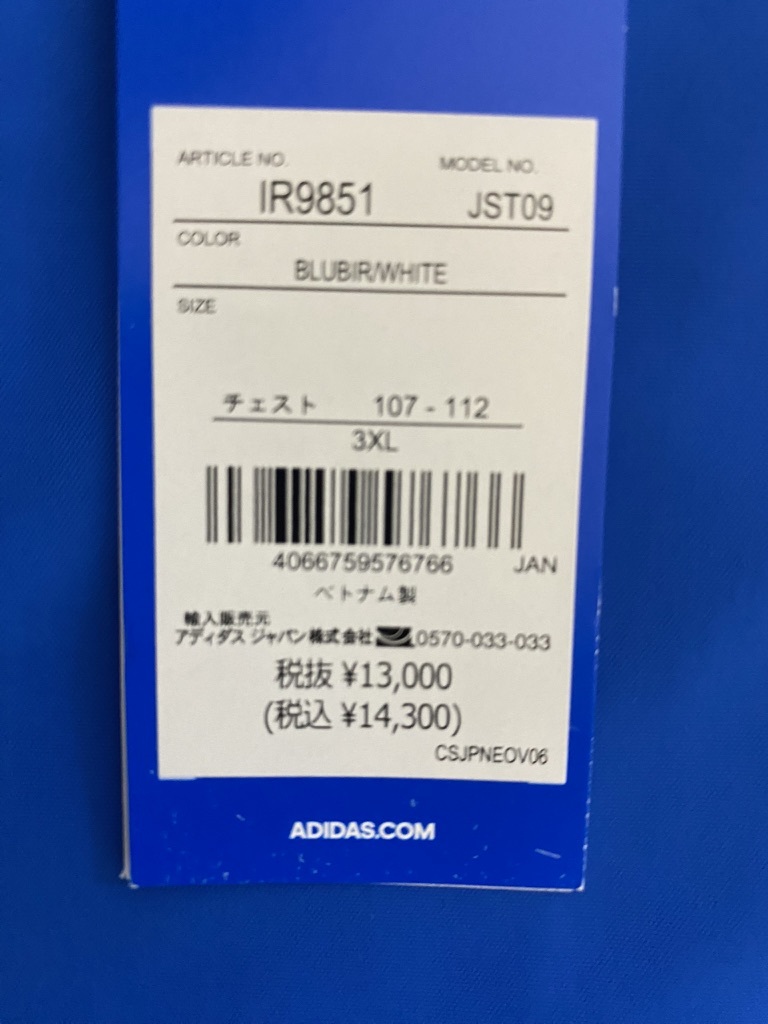 ARTICLE NO. MODEL NO.
IR9851 JST09
COLOR
BLUBIR/WHITE
SIZE
チェスト 107 - 112
3XL
4066759576766 JAN
ベトナム製
輸入販売元
アディダス ジャパン株式会社 0570-033-033
税抜 ¥13,000
(税込 ¥14,300)
CSJPNEOV06
ADIDAS.COM